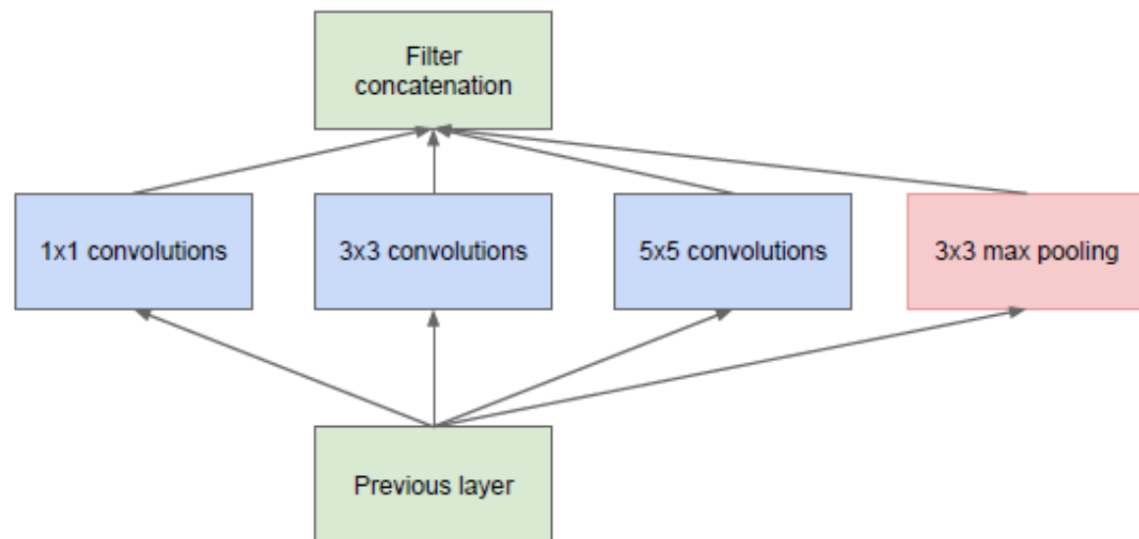 Filter
concatenation
1x1 convolutions
3x3 convolutions
5x5 convolutions
3x3 max pooling
Previous layer